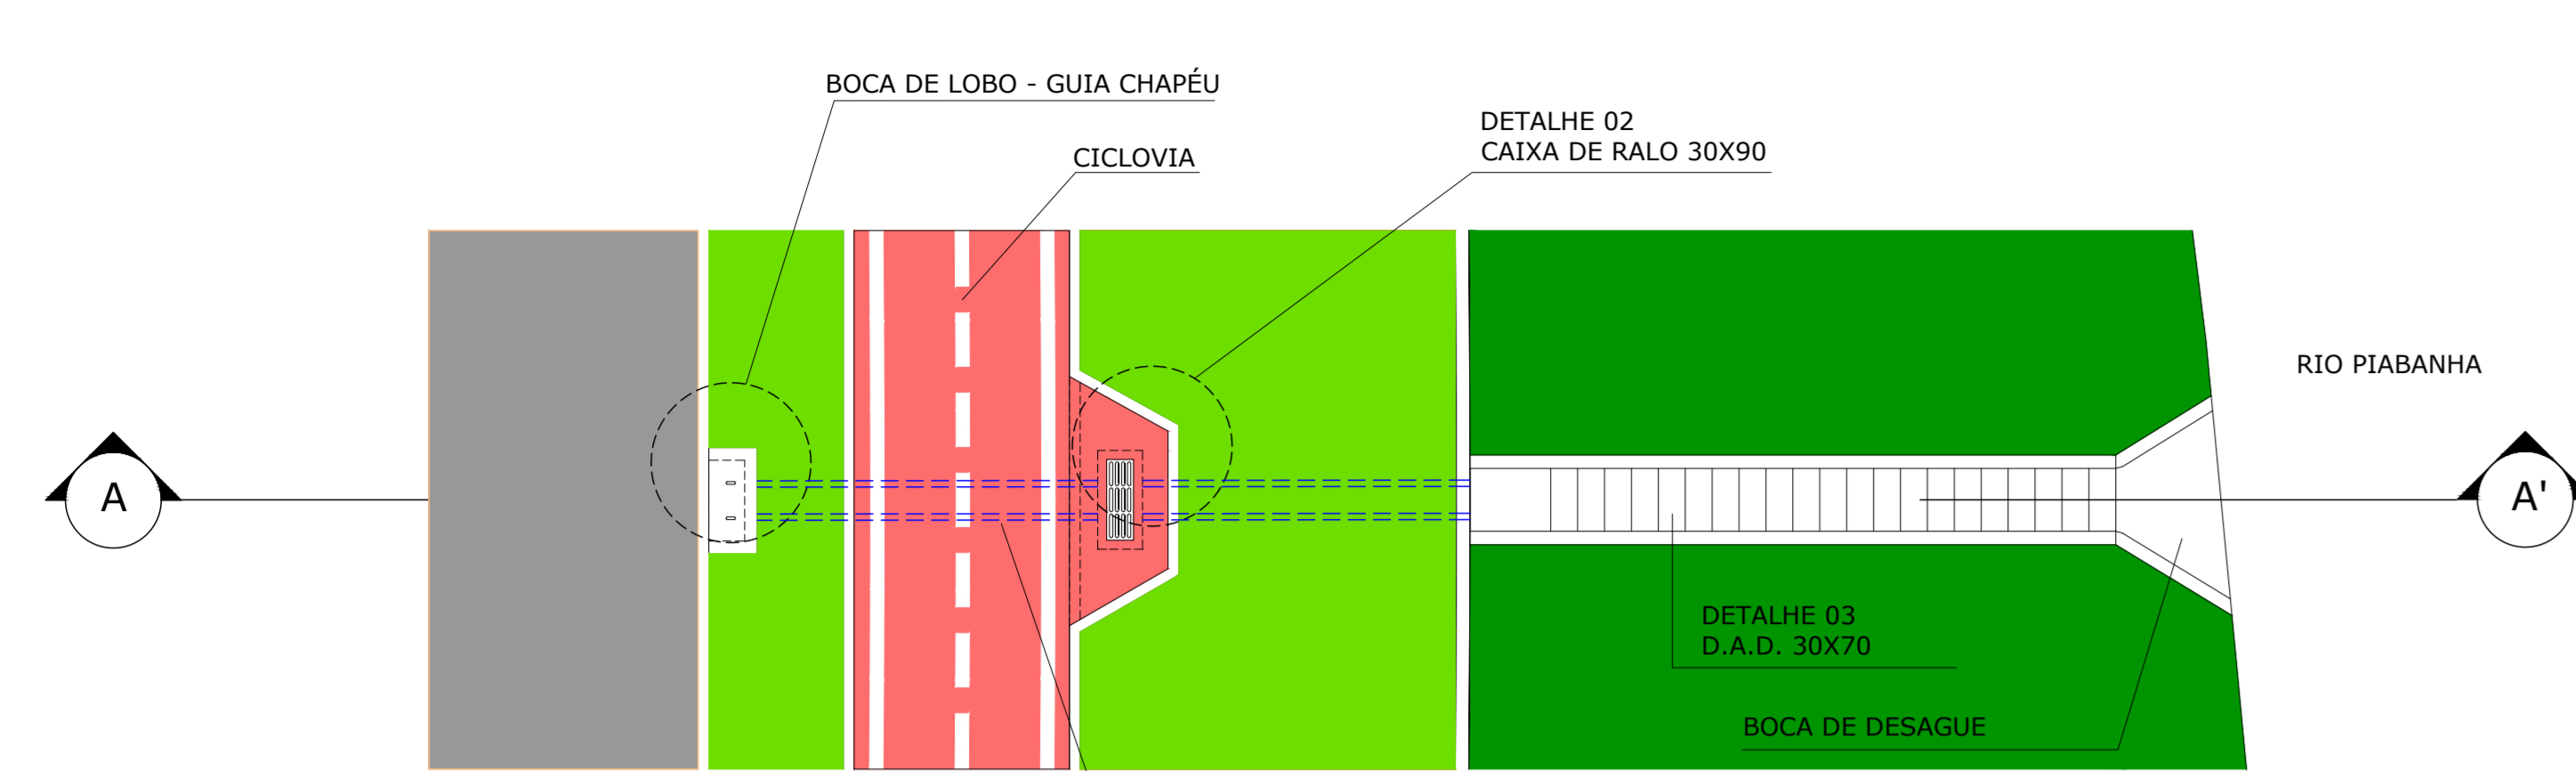 BOCA DE LOBO - GUIA CHAPÉU
CICLOVIA
DETALHE 02
CAIXA DE RALO 30X90
RIO PIABANHA
A
A'
DETALHE 03
D.A.D. 30X70
BOCA DE DESAGUE